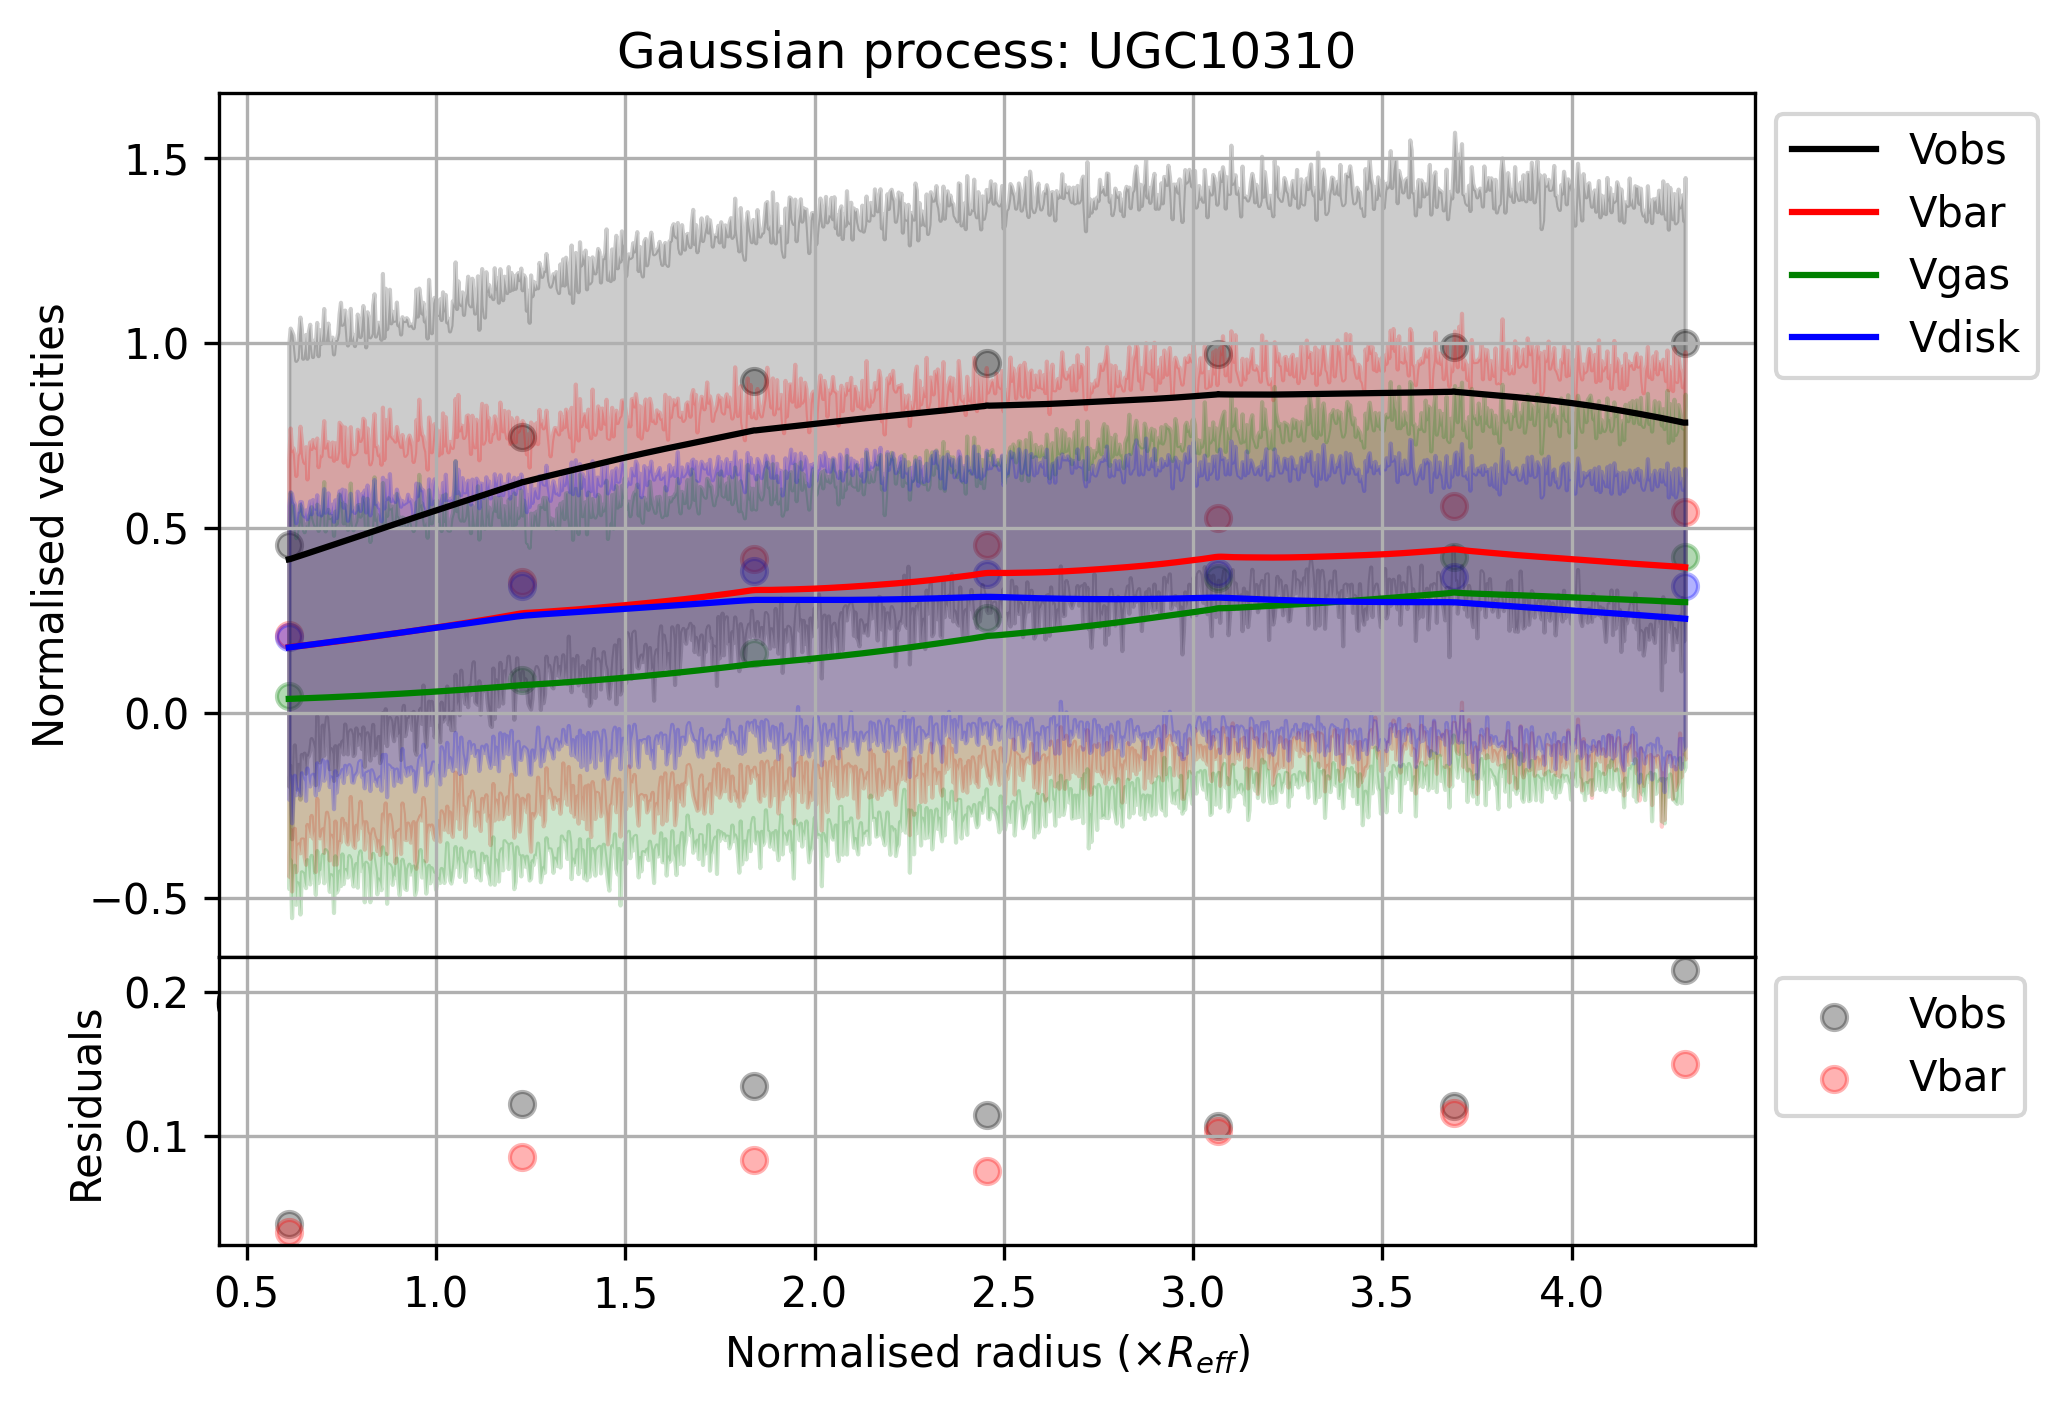 Gaussian process: UGC10310
Normalised velocities
1.5
1.0
0.5
0.0
−0.5
Vobs
Vbar
Vgas
Vdisk
Residuals
0.2
0.1
Vobs
Vbar
0.5 1.0 1.5 2.0 2.5 3.0 3.5 4.0
Normalised radius (×R_eff)